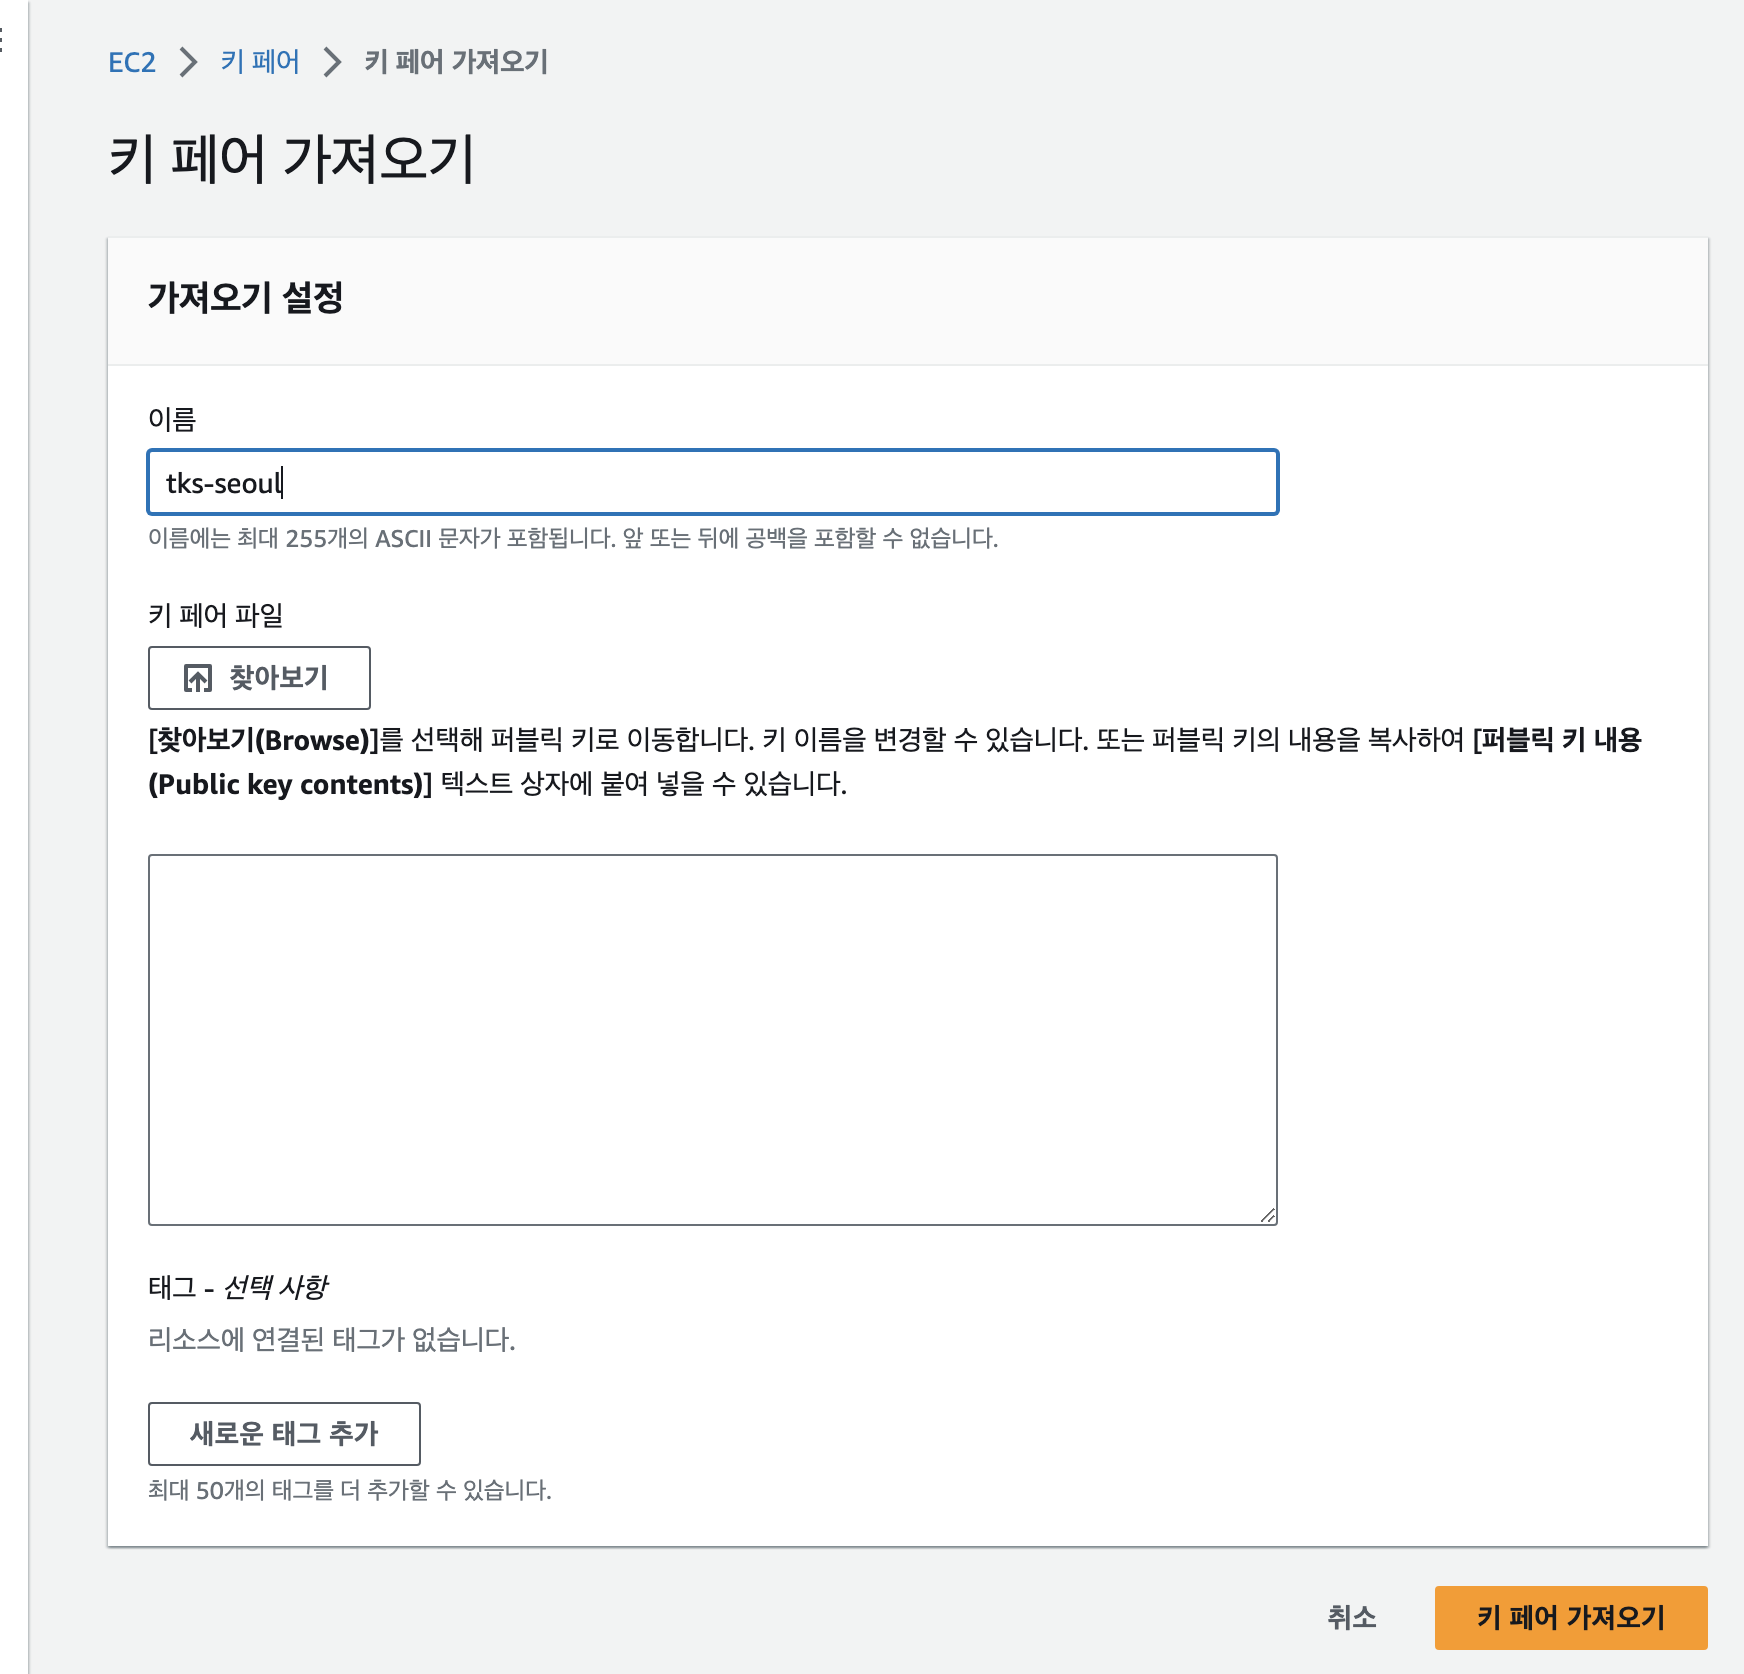 EC2 > 키 페어 > 키 페어 가져오기
키 페어 가져오기
가져오기 설정
이름
tks-seoul
이름에는 최대 255개의 ASCII 문자가 포함됩니다. 앞 또는 뒤에 공백을 포함할 수 없습니다.
키 페어 파일
찾아보기
[찾아보기(Browse)]를 선택해 퍼블릭 키로 이동합니다. 키 이름을 변경할 수 있습니다. 또는 퍼블릭 키의 내용을 복사하여 [퍼블릭 키 내용
(Public key contents)] 텍스트 상자에 붙여 넣을 수 있습니다.
태그 - 선택 사항
리소스에 연결된 태그가 없습니다.
새로운 태그 추가
최대 50개의 태그를 더 추가할 수 있습니다.
취소
키 페어 가져오기